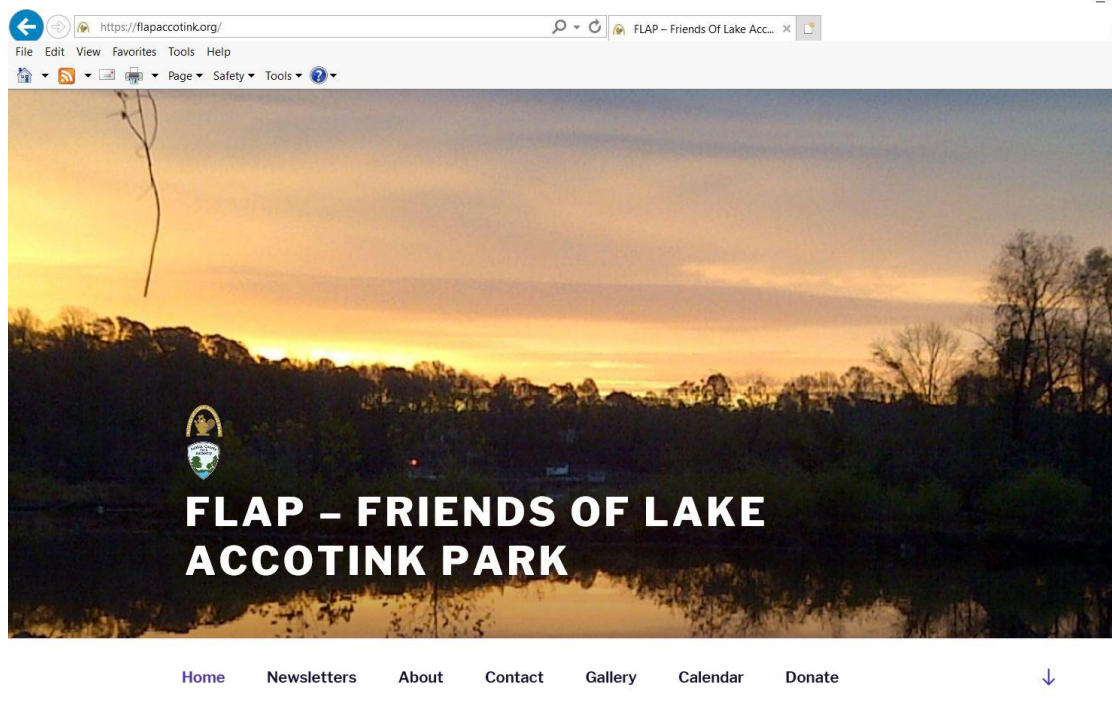 https://flapaccotink.org/
FLAP – Friends Of Lake Acc...
File Edit View Favorites Tools Help
Page Safety Tools
FLAP – FRIENDS OF LAKE
ACCOTINK PARK
Home Newsletters About Contact Gallery Calendar Donate